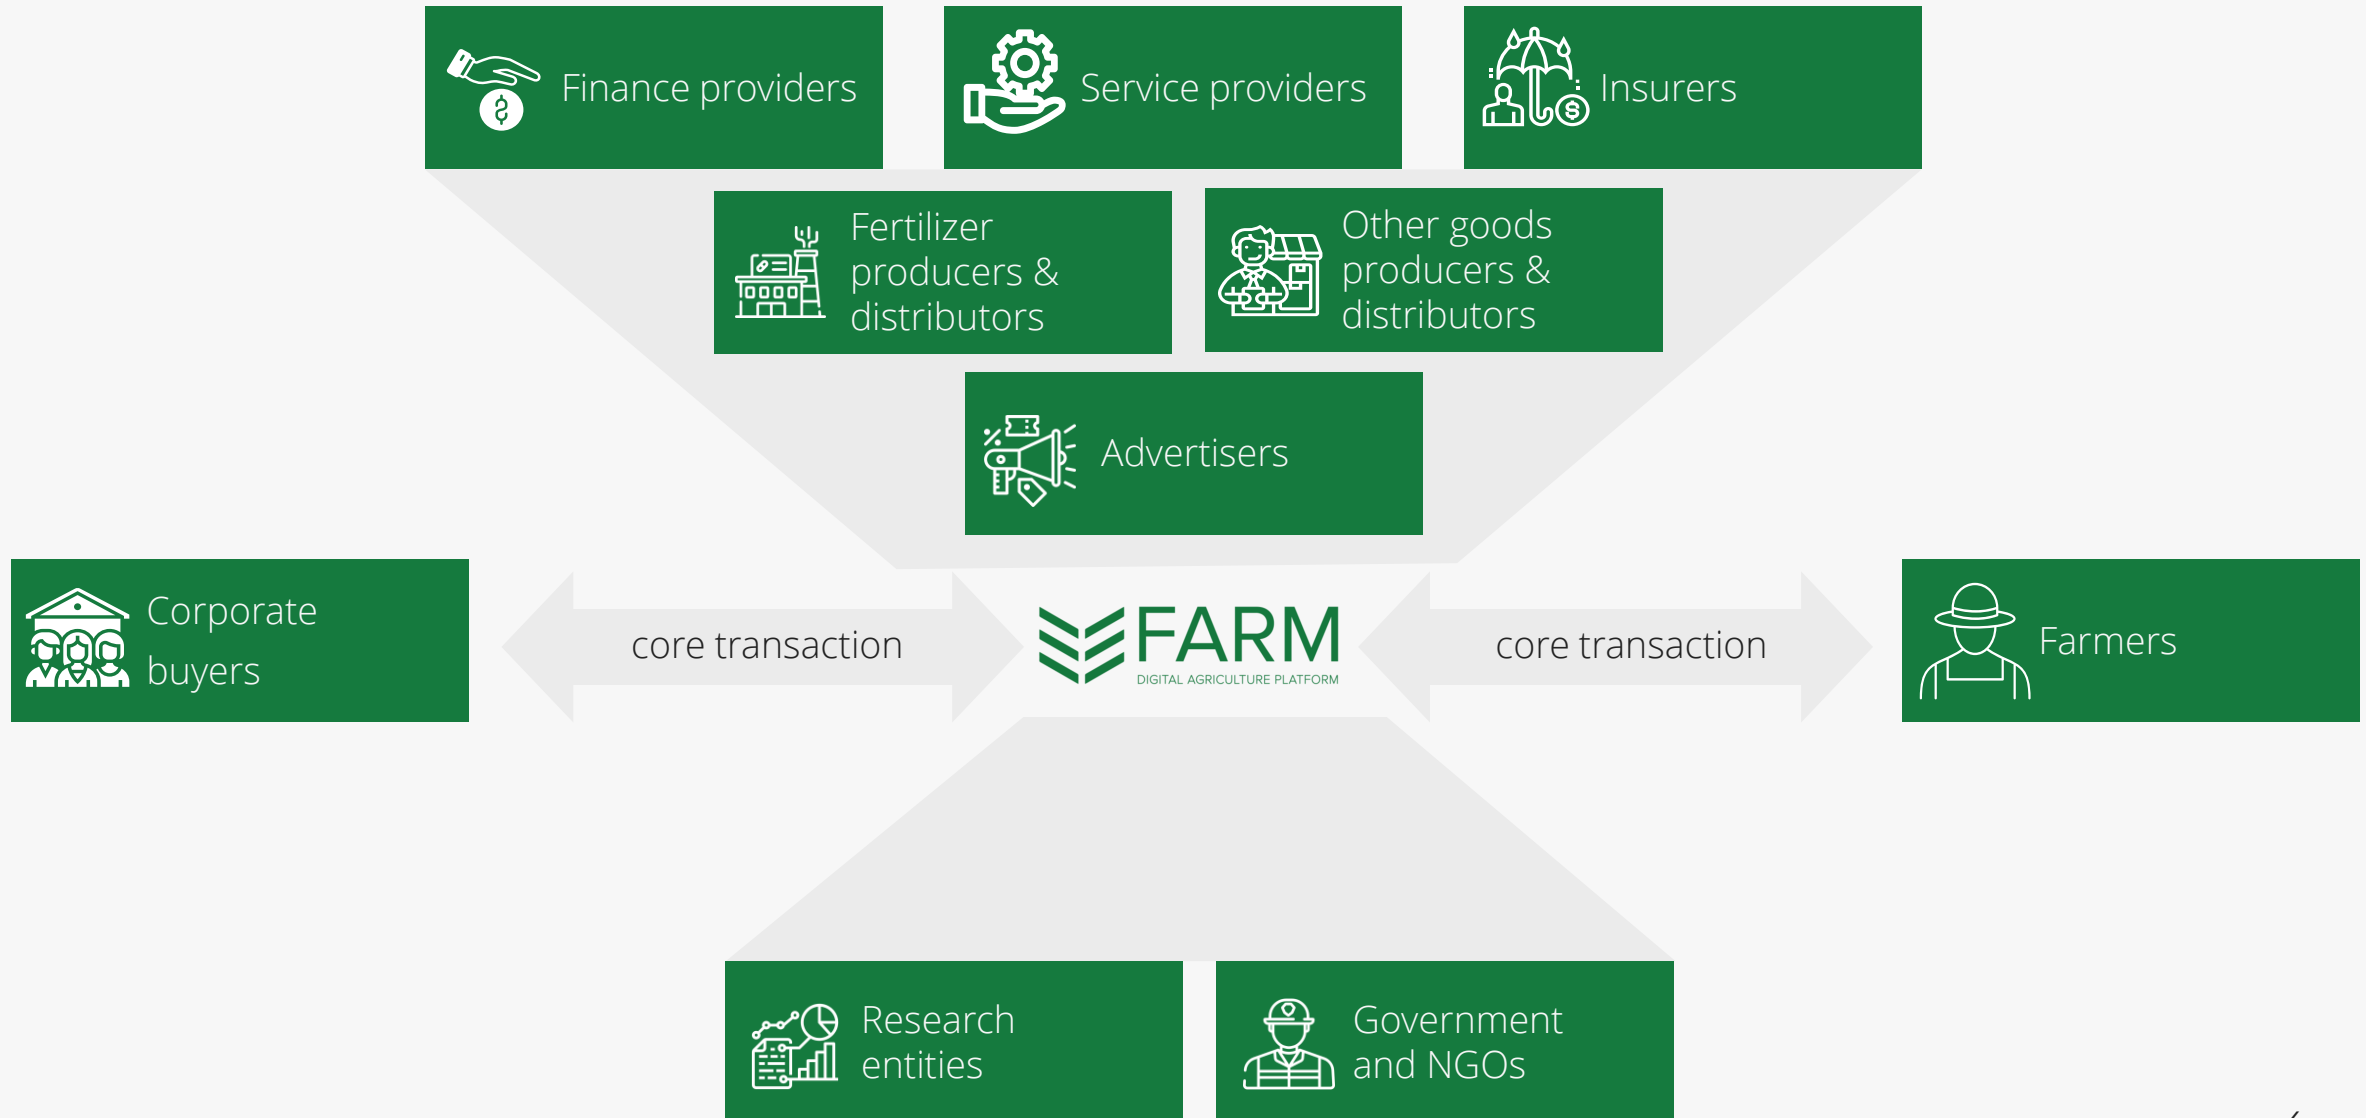 Finance providers
Service providers
Insurers
Fertilizer
producers &
distributors
Other goods
producers &
distributors
Advertisers
Corporate
buyers
core transaction
FARM
DIGITAL AGRICULTURE PLATFORM
core transaction
Farmers
Research
entities
Government
and NGOs